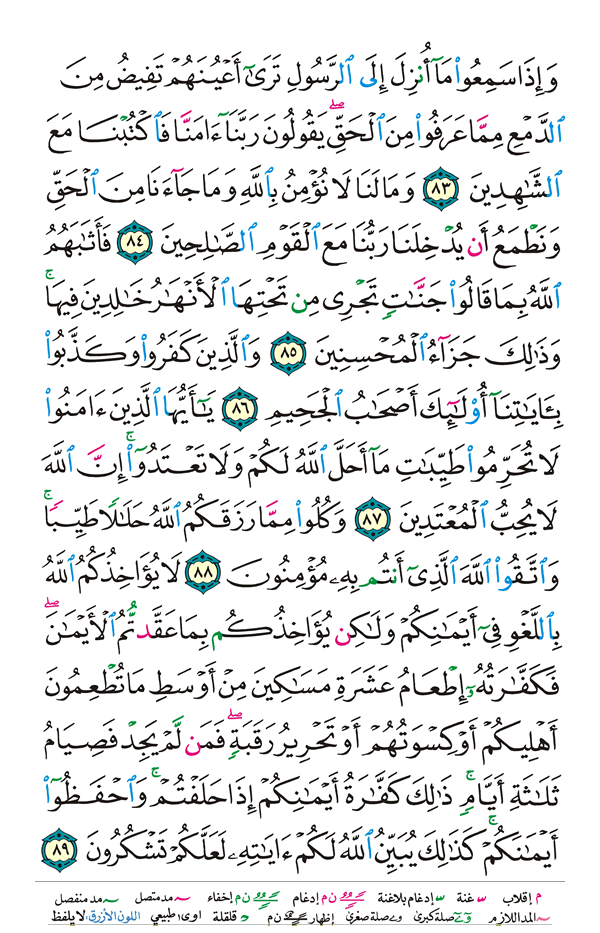 وَإِذَا سَمِعُوا۟ مَآ أُنزِلَ إِلَى ٱلرَّسُولِ تَرَىٰٓ أَعْيُنَهُمْ تَفِيضُ مِنَ
ٱلدَّمْعِ مِمَّا عَرَفُوا۟ مِنَ ٱلْحَقِّ ۖ يَقُولُونَ رَبَّنَآ ءَامَنَّا فَٱكْتُبْنَا مَعَ
ٱلشَّٰهِدِينَ ٨٣ وَمَا لَنَا لَا نُؤْمِنُ بِٱللَّهِ وَمَا جَآءَنَا مِنَ ٱلْحَقِّ
وَنَطْمَعُ أَن يُدْخِلَنَا رَبُّنَا مَعَ ٱلْقَوْمِ ٱلصَّٰلِحِينَ ٨٤ فَأَثَٰبَهُمُ
ٱللَّهُ بِمَا قَالُوا۟ جَنَّٰتٍ تَجْرِى مِن تَحْتِهَا ٱلْأَنْهَٰرُ خَٰلِدِينَ فِيهَا ۚ
وَذَٰلِكَ جَزَآءُ ٱلْمُحْسِنِينَ ٨٥ وَٱلَّذِينَ كَفَرُوا۟ وَكَذَّبُوا۟
بِـَٔايَٰتِنَآ أُو۟لَٰٓئِكَ أَصْحَٰبُ ٱلْجَحِيمِ ٨٦ يَٰٓأَيُّهَا ٱلَّذِينَ ءَامَنُوا۟
لَا تُحَرِّمُوا۟ طَيِّبَٰتِ مَآ أَحَلَّ ٱللَّهُ لَكُمْ وَلَا تَعْتَدُوٓا۟ ۚ إِنَّ ٱللَّهَ
لَا يُحِبُّ ٱلْمُعْتَدِينَ ٨٧ وَكُلُوا۟ مِمَّا رَزَقَكُمُ ٱللَّهُ حَلَٰلًا طَيِّبًا ۚ
وَٱتَّقُوا۟ ٱللَّهَ ٱلَّذِىٓ أَنتُم بِهِۦ مُؤْمِنُونَ ٨٨ لَا يُؤَاخِذُكُمُ ٱللَّهُ
بِٱللَّغْوِ فِىٓ أَيْمَٰنِكُمْ وَلَٰكِن يُؤَاخِذُكُم بِمَا عَقَّدتُّمُ ٱلْأَيْمَٰنَ ۖ
فَكَفَّٰرَتُهُۥٓ إِطْعَامُ عَشَرَةِ مَسَٰكِينَ مِنْ أَوْسَطِ مَا تُطْعِمُونَ
أَهْلِيكُمْ أَوْ كِسْوَتُهُمْ أَوْ تَحْرِيرُ رَقَبَةٍ ۖ فَمَن لَّمْ يَجِدْ فَصِيَامُ
ثَلَٰثَةِ أَيَّامٍ ۚ ذَٰلِكَ كَفَّٰرَةُ أَيْمَٰنِكُمْ إِذَا حَلَفْتُمْ ۚ وَٱحْفَظُوٓا۟
أَيْمَٰنَكُمْ ۚ كَذَٰلِكَ يُبَيِّنُ ٱللَّهُ لَكُمْ ءَايَٰتِهِۦ لَعَلَّكُمْ تَشْكُرُونَ ٨٩
م إقلاب غنة إدغام بلاغنة ن م إدغام ن م إخفاء مد متصل مد منفصل
المد اللازم صلة كبرى و ے صلة صغرى إظهار ن م قلقلة اوى طبيعي اللون الأزرق: لا يلفظ